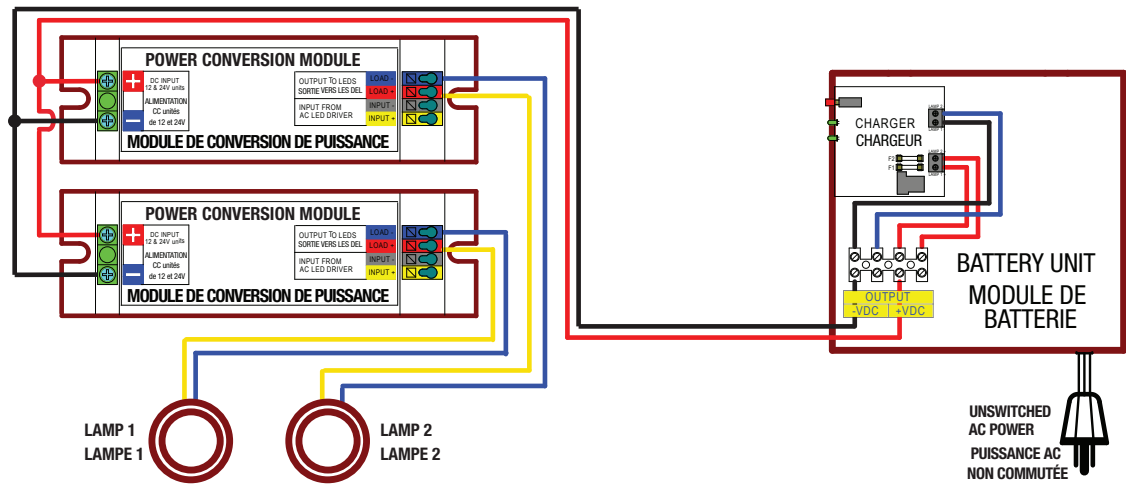 POWER CONVERSION MODULE
DC INPUT
12 & 24V units
ALIMENTATION
CC unités
de 12 et 24V
OUTPUT TO LEDS
SORTIE VERS LES DEL
INPUT FROM
AC LED DRIVER
LOAD -
LOAD +
INPUT -
INPUT +
MODULE DE CONVERSION DE PUISSANCE
POWER CONVERSION MODULE
DC INPUT
12 & 24V units
ALIMENTATION
CC unités
de 12 et 24V
OUTPUT TO LEDS
SORTIE VERS LES DEL
INPUT FROM
AC LED DRIVER
LOAD -
LOAD +
INPUT -
INPUT +
MODULE DE CONVERSION DE PUISSANCE
LAMP 1
LAMPE 1
LAMP 2
LAMPE 2
CHARGER
CHARGEUR
F2
F1
OUTPUT
-VDC
+VDC
BATTERY UNIT
MODULE DE
BATTERIE
UNSWITCHED
AC POWER
PUISSANCE AC
NON COMMUTÉE